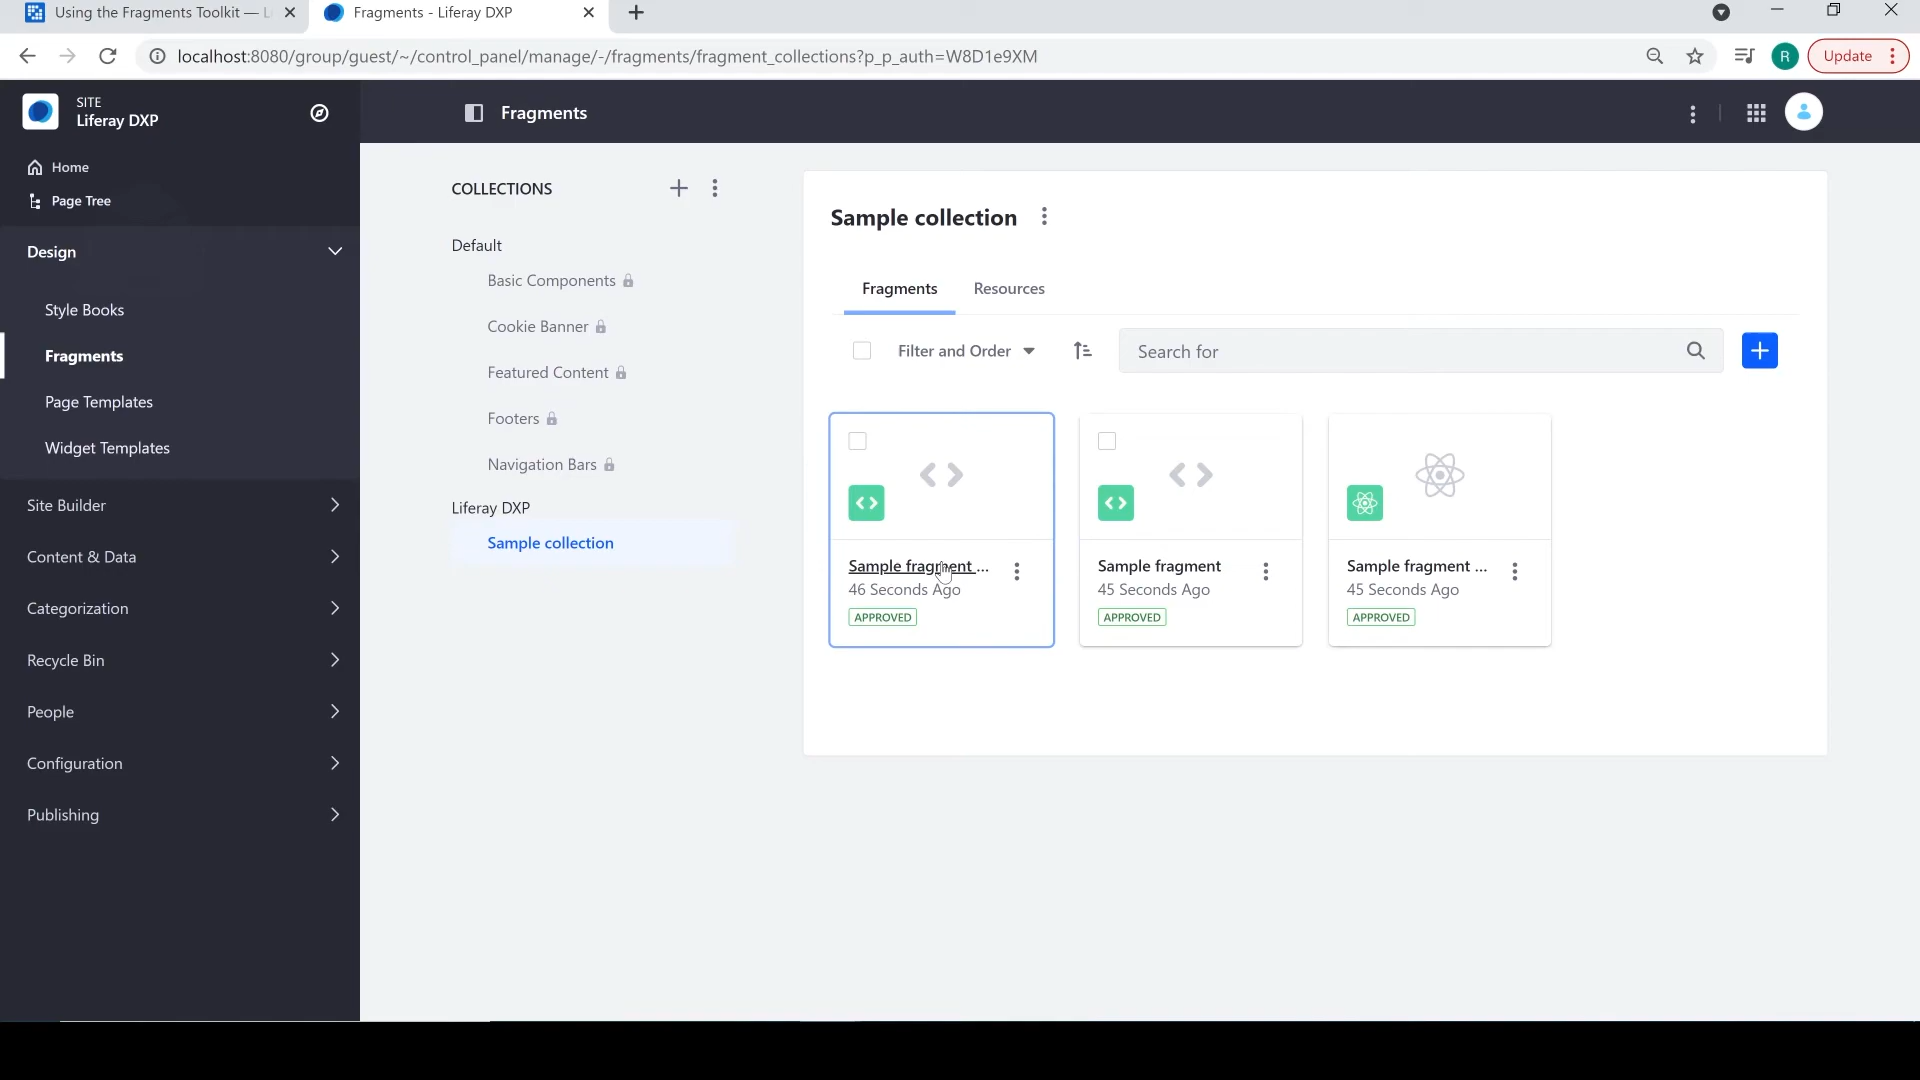 Using the Fragments Toolkit — L
Fragments - Liferay DXP
localhost:8080/group/guest/~/control_panel/manage/-/fragments/fragment_collections?p_p_auth=W8D1e9XM
R
Update
SITE
Liferay DXP
Home
Page Tree
Design
Style Books
Fragments
Page Templates
Widget Templates
Site Builder
Content & Data
Categorization
Recycle Bin
People
Configuration
Publishing
Fragments
COLLECTIONS
Default
Basic Components
Cookie Banner
Featured Content
Footers
Navigation Bars
Liferay DXP
Sample collection
Sample collection
Fragments Resources
Filter and Order
Search for
Sample fragment ...
46 Seconds Ago
APPROVED
Sample fragment
45 Seconds Ago
APPROVED
Sample fragment ...
45 Seconds Ago
APPROVED